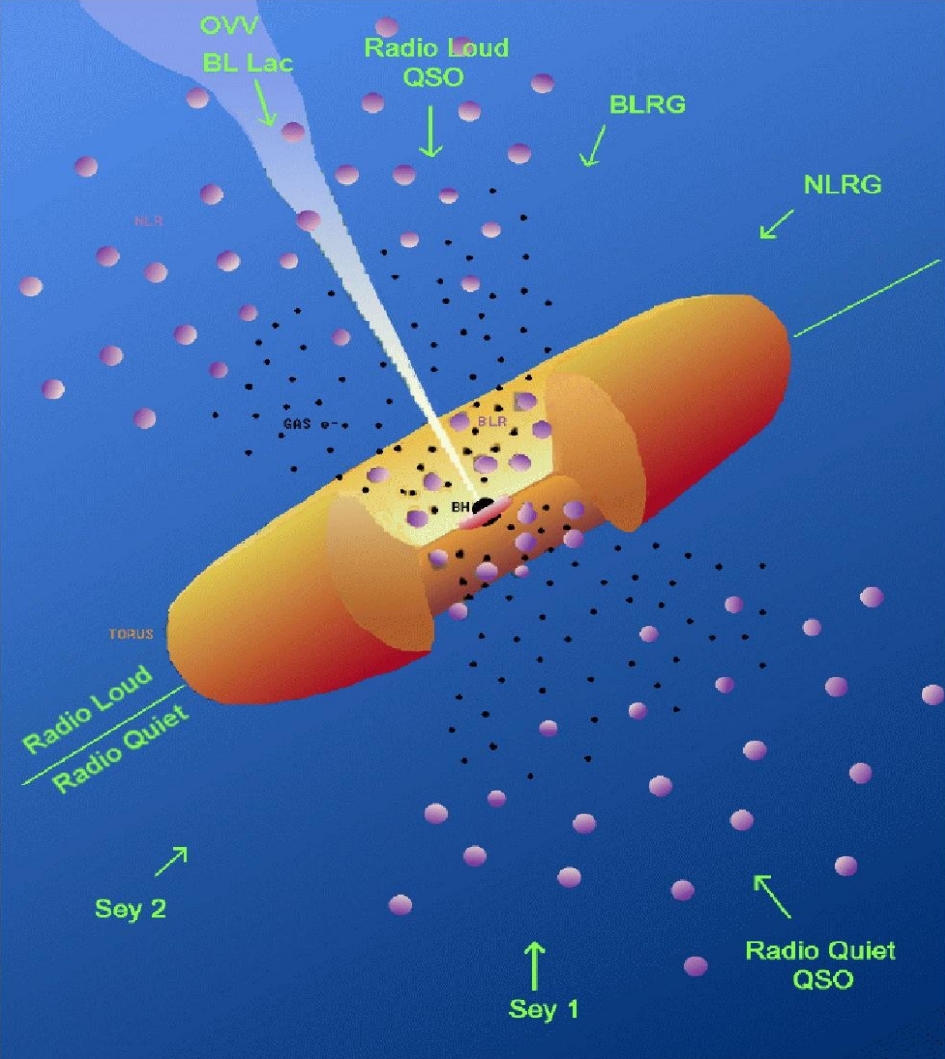 OVV
BL Lac
Radio Loud
QSO
BLRG
NLRG
NLR
GAS e-
BLR
BH
TORUS
Radio Loud
Radio Quiet
Sey 2
Sey 1
Radio Quiet
QSO